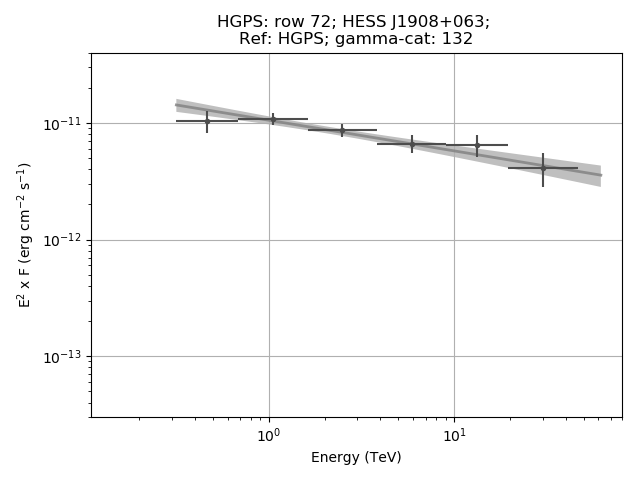 HGPS: row 72; HESS J1908+063;
Ref: HGPS; gamma-cat: 132
E² x F (erg cm⁻² s⁻¹)
10⁻¹¹
10⁻¹²
10⁻¹³
10⁰ 10¹
Energy (TeV)